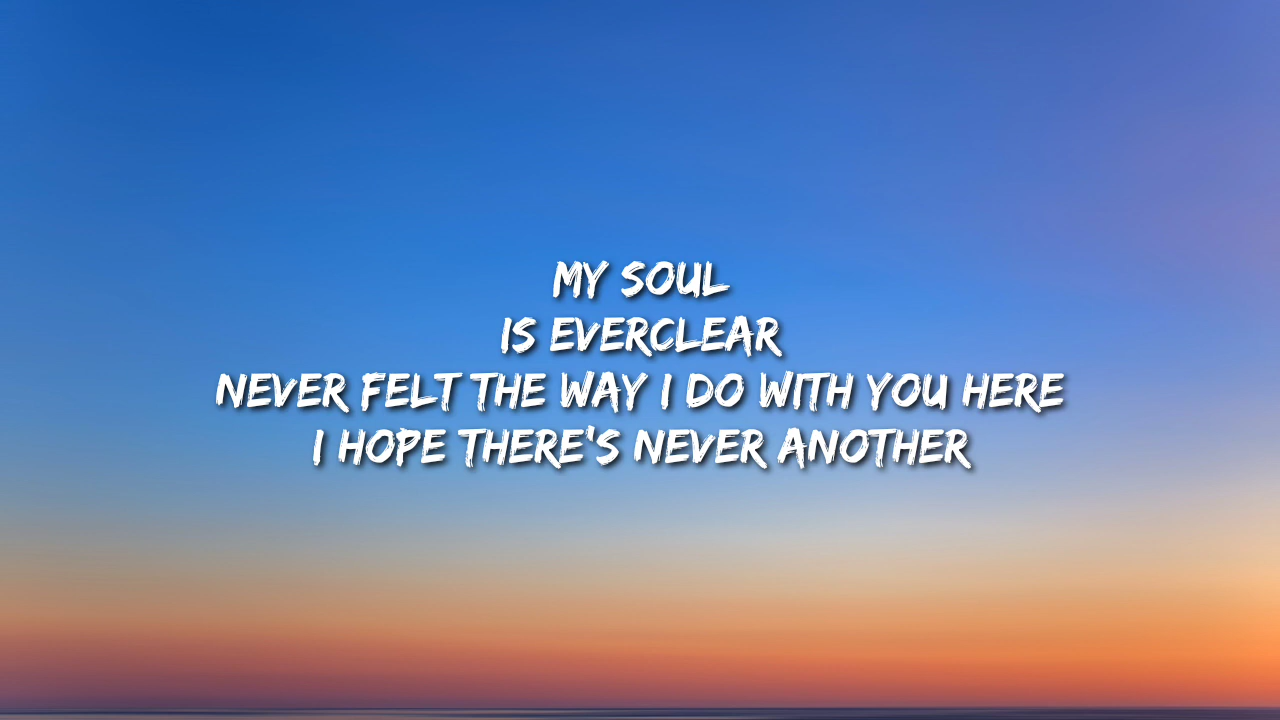 MY SOUL
IS EVERCLEAR
NEVER FELT THE WAY I DO WITH YOU HERE
I HOPE THERE'S NEVER ANOTHER